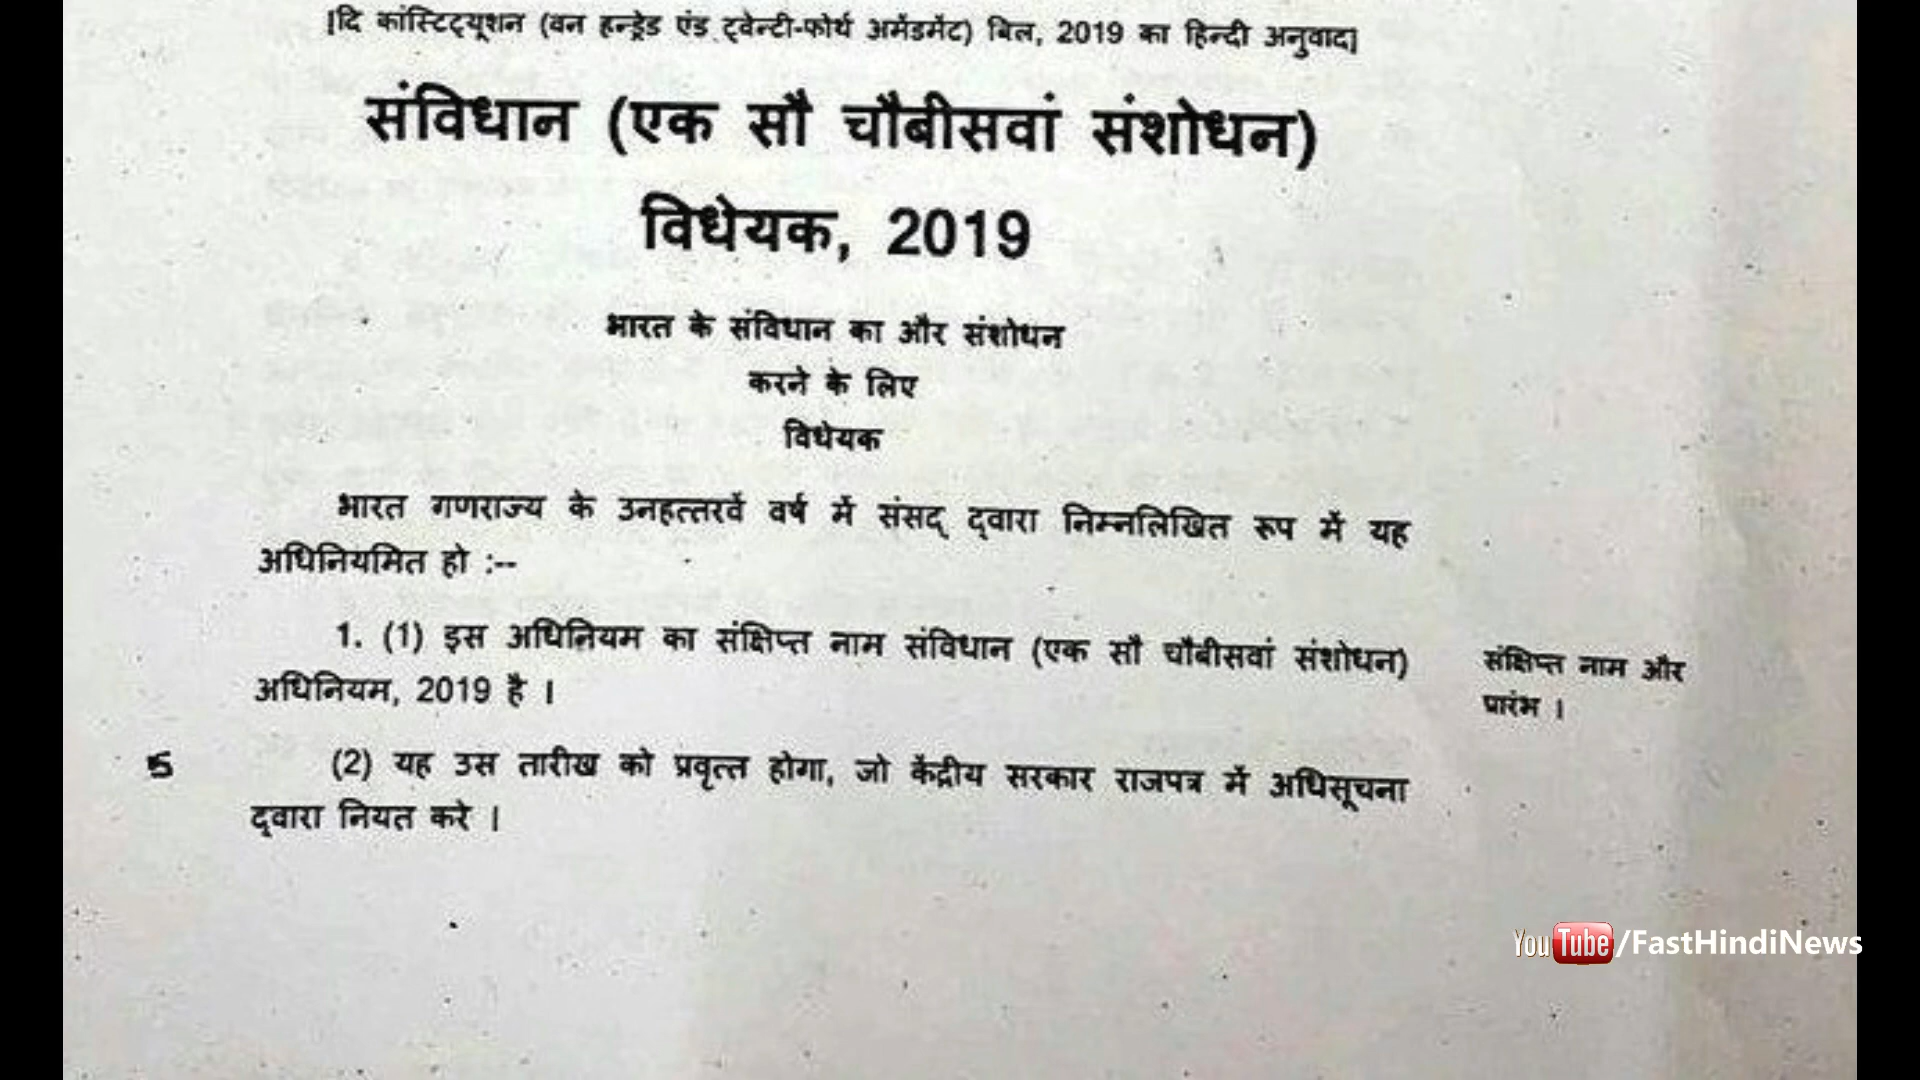 [दि कांस्टिट्यूशन (वन हन्ड्रेड एंड ट्वेन्टी-फोर्थ अमेंडमेंट) बिल, 2019 का हिन्दी अनुवाद]
संविधान (एक सौ चौबीसवां संशोधन)
विधेयक, 2019
भारत के संविधान का और संशोधन
करने के लिए
विधेयक
भारत गणराज्य के उनहत्तरवें वर्ष में संसद् द्वारा निम्नलिखित रूप में यह
अधिनियमित हो :--
1. (1) इस अधिनियम का संक्षिप्त नाम संविधान (एक सौ चौबीसवां संशोधन)
अधिनियम, 2019 है ।
संक्षिप्त नाम और
प्रारंभ ।
5 (2) यह उस तारीख को प्रवृत्त होगा, जो केंद्रीय सरकार राजपत्र में अधिसूचना
द्वारा नियत करे ।
YouTube/FastHindiNews